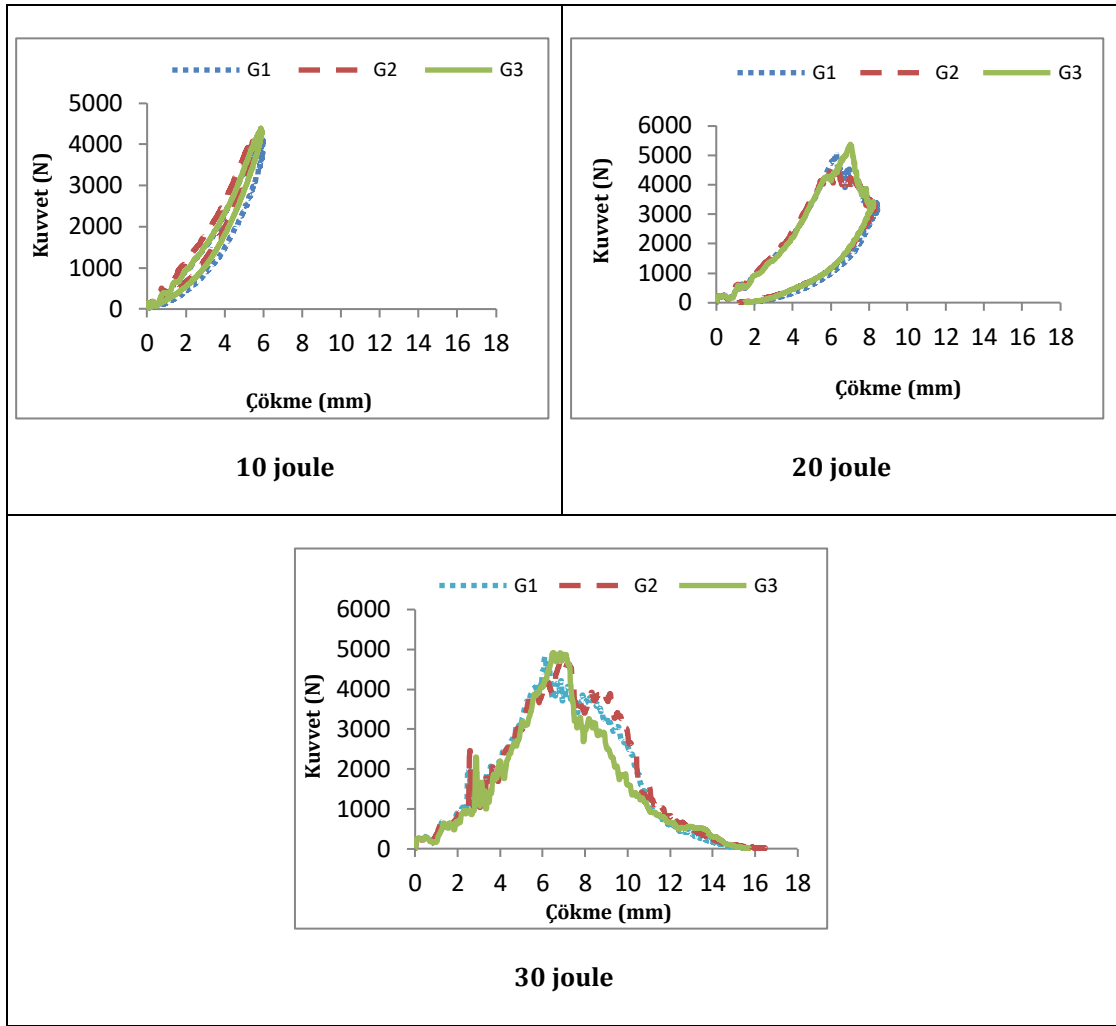 G1 G2 G3
5000
4000
3000
2000
1000
0
Kuvvet (N)
0 2 4 6 8 10 12 14 16 18
Çökme (mm)
10 joule
G1 G2 G3
6000
5000
4000
3000
2000
1000
0
Kuvvet (N)
0 2 4 6 8 10 12 14 16 18
Çökme (mm)
20 joule
G1 G2 G3
6000
5000
4000
3000
2000
1000
0
Kuvvet (N)
0 2 4 6 8 10 12 14 16 18
Çökme (mm)
30 joule